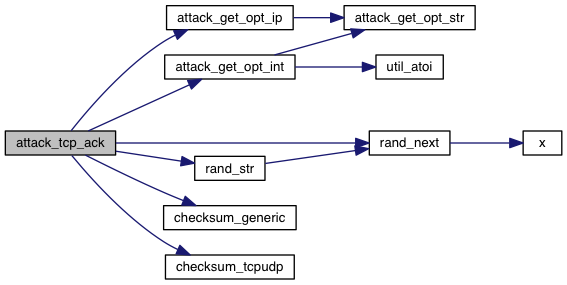 attack_get_opt_ip
attack_get_opt_str
attack_get_opt_int
util_atoi
attack_tcp_ack
rand_next
x
rand_str
checksum_generic
checksum_tcpudp